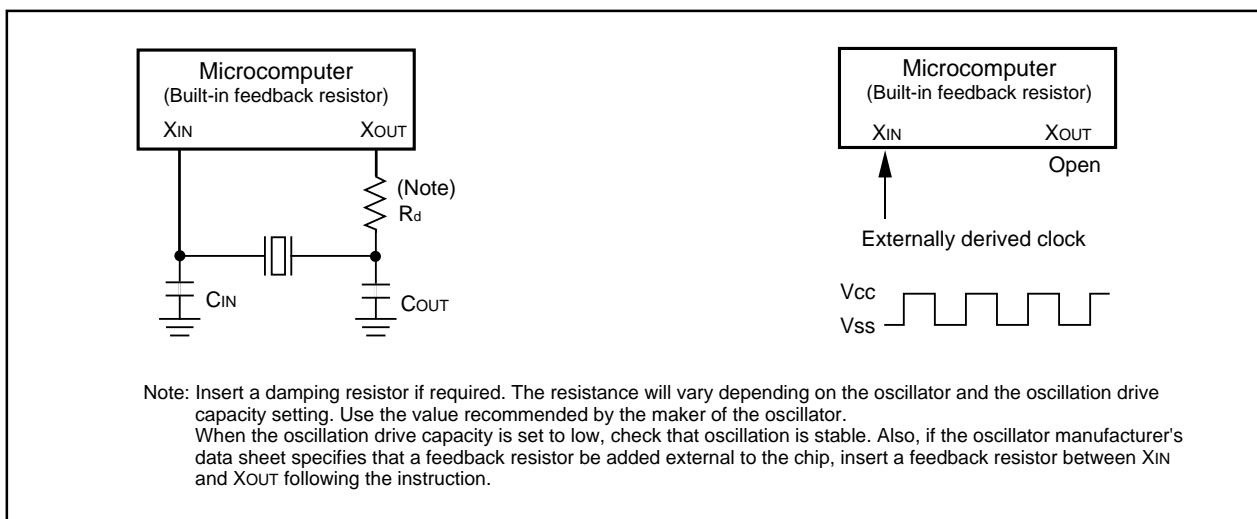 Microcomputer
(Built-in feedback resistor)
XIN XOUT
(Note)
Rd
CIN
COUT
Microcomputer
(Built-in feedback resistor)
XIN XOUT
Open
Externally derived clock
Vcc
Vss
Note: Insert a damping resistor if required. The resistance will vary depending on the oscillator and the oscillation drive
capacity setting. Use the value recommended by the maker of the oscillator.
When the oscillation drive capacity is set to low, check that oscillation is stable. Also, if the oscillator manufacturer's
data sheet specifies that a feedback resistor be added external to the chip, insert a feedback resistor between XIN
and XOUT following the instruction.